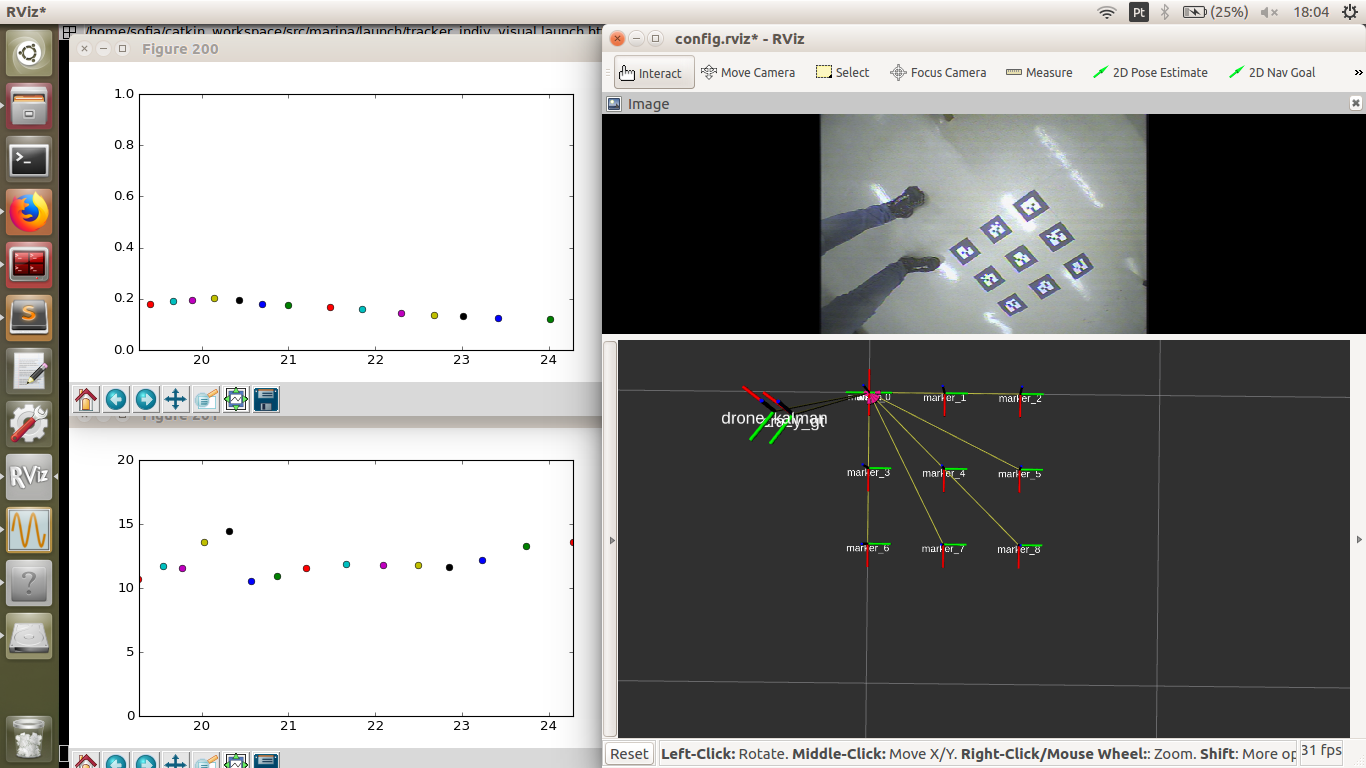 RViz*
Pt
(25%)
18:04
/home/sofia/catkin_workspace/src/marina/launch/tracker_indiv_visual.launch
Figure 200
1.0
0.8
0.6
0.4
0.2
0.0
20 21 22 23 24
20
15
10
5
0
20 21 22 23 24
config.rviz* - RViz
Interact
Move Camera
Select
Focus Camera
Measure
2D Pose Estimate
2D Nav Goal
»
Image
marker_1
marker_2
drone_kalman
marker_3
marker_4
marker_5
marker_6
marker_7
marker_8
Reset
Left-Click: Rotate. Middle-Click: Move X/Y. Right-Click/Mouse Wheel:: Zoom. Shift: More op
31 fps
RViz
S
?